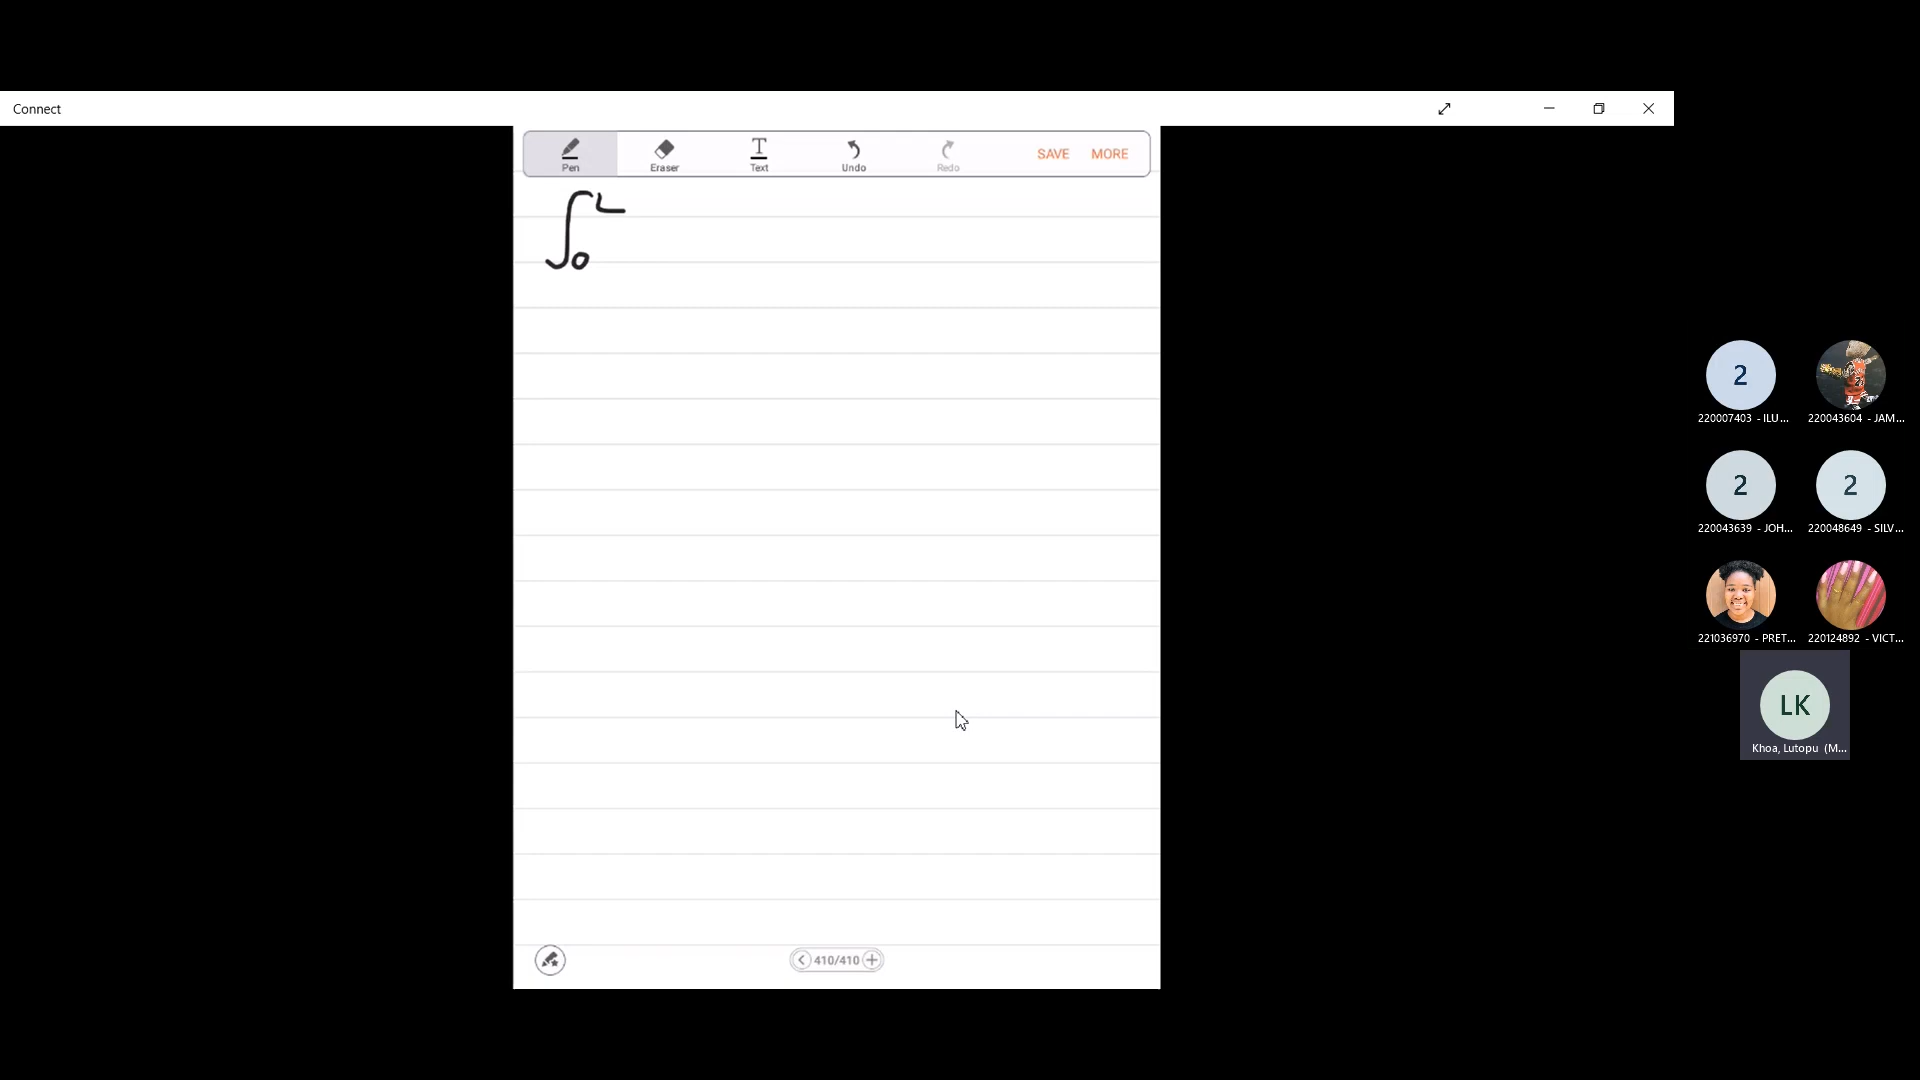 Connect
Pen
Eraser
T
Text
Undo
Redo
SAVE
MORE
∫₀ᴸ
410/410
2
220007403 - ILU...
220043604 - JAM...
2
220043639 - JOH...
2
220048649 - SILV...
221036970 - PRET...
220124892 - VICT...
LK
Khoa, Lutopu (M...